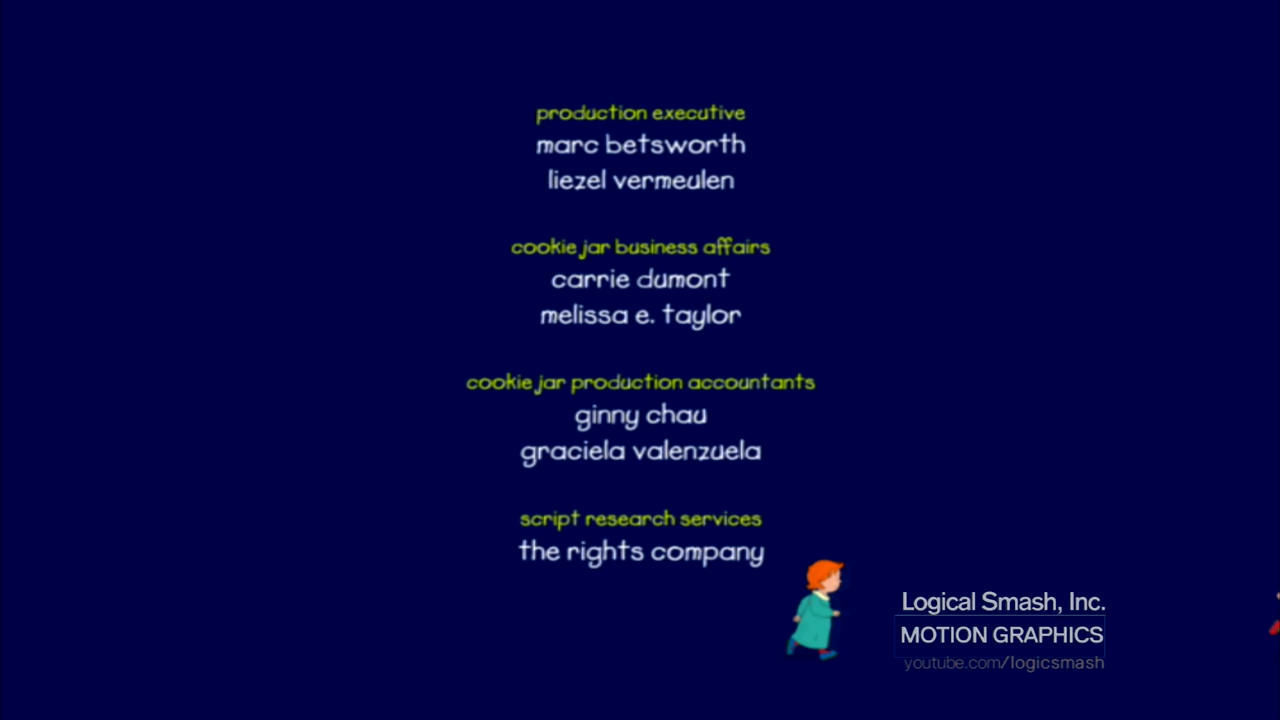 production executive
marc betsworth
liezel vermeulen
cookie jar business affairs
carrie dumont
melissa e. taylor
cookie jar production accountants
ginny chau
graciela valenzuela
script research services
the rights company
Logical Smash, Inc.
MOTION GRAPHICS
youtube.com/logicsmash